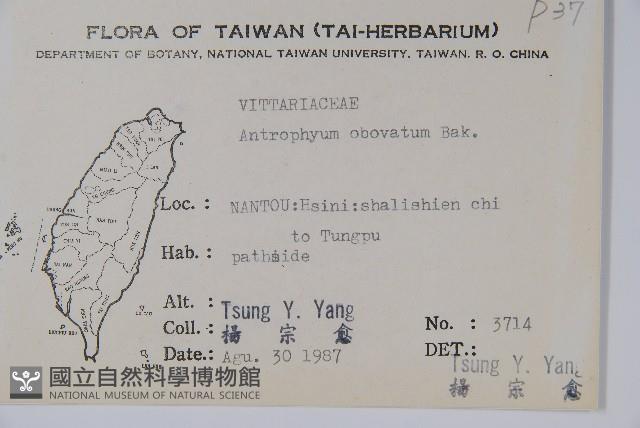 p 37
FLORA OF TAIWAN (TAI-HERBARIUM)
DEPARTMENT OF BOTANY, NATIONAL TAIWAN UNIVERSITY, TAIWAN. R. O. CHINA
VITTARIACEAE
Antrophyum obovatum Bak.
Loc. : NANTOU:Hsini:shalishien chi
to Tungpu
Hab. : pathside
Alt. :
Coll. : Tsung Y. Yang
楊 宗 愈
No. : 3714
Date.: Agu. 30 1987
DET.: Tsung Y. Yang
楊 宗 愈
國立自然科學博物館
NATIONAL MUSEUM OF NATURAL SCIENCE